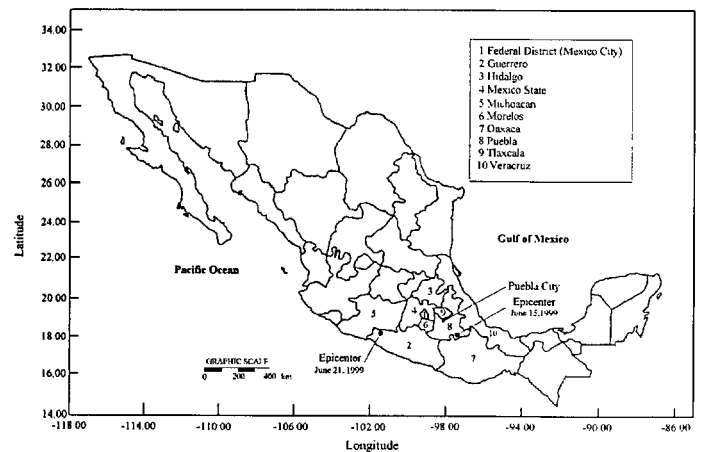 34.00
32 00
30 00
28 00
26.00
24.00
22.00
20.00
18 00
16.00
14 00
Latitude
1 Federal District (Mexico City)
2 Guerrero
3 Hidalgo
4 Mexico State
5 Michoacan
6 Morelos
7 Oaxaca
8 Puebla
9 Tlaxcala
10 Veracruz
Gulf of Mexico
Pacific Ocean
Puebla City
Epicenter
June 15,1999
3
5
4
1
9
6
8
10
2
7
Epicenter
June 21, 1999
GRAPHIC SCALE
0 200 400 km
-118 00 -114.00 -110.00 -106 00 -102 00 -98 00 -94 00 -90.00 -86 00
Longitude